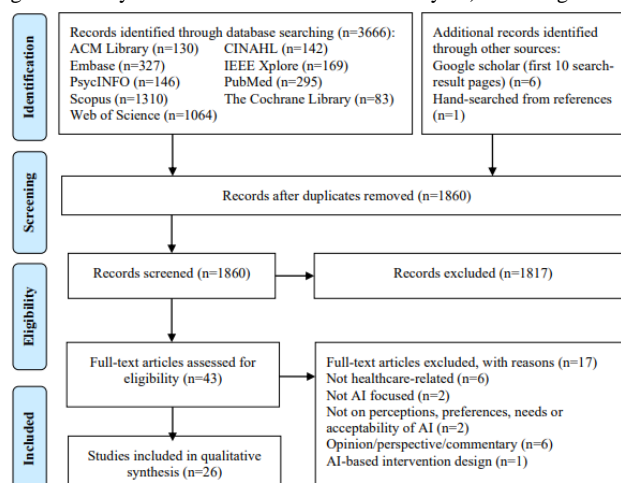 Identification
Records identified through database searching (n=3666):
ACM Library (n=130) CINAHL (n=142)
Embase (n=327) IEEE Xplore (n=169)
PsycINFO (n=146) PubMed (n=295)
Scopus (n=1310) The Cochrane Library (n=83)
Web of Science (n=1064)
Additional records identified
through other sources:
Google scholar (first 10 search-
result pages) (n=6)
Hand-searched from references
(n=1)
Screening
Records after duplicates removed (n=1860)
Records screened (n=1860)
Records excluded (n=1817)
Eligibility
Full-text articles assessed for
eligibility (n=43)
Full-text articles excluded, with reasons (n=17)
Not healthcare-related (n=6)
Not AI focused (n=2)
Not on perceptions, preferences, needs or
acceptability of AI (n=2)
Opinion/perspective/commentary (n=6)
AI-based intervention design (n=1)
Included
Studies included in qualitative
synthesis (n=26)